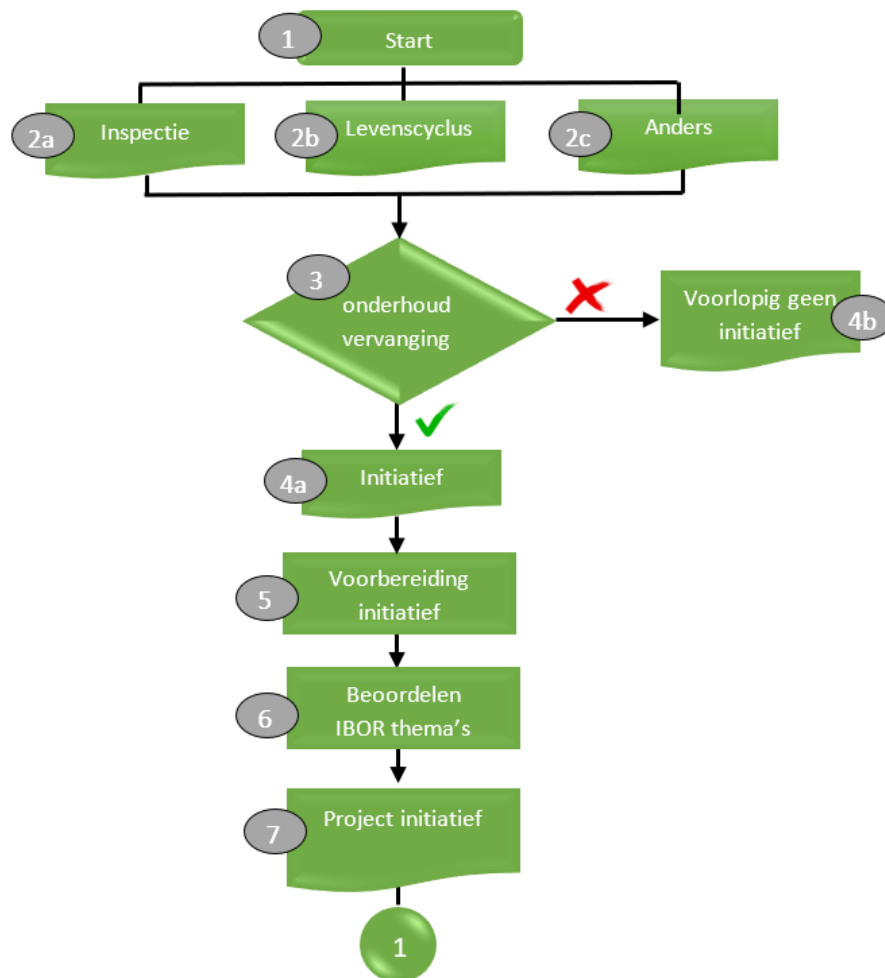 1
Start
2a
Inspectie
2b
Levenscyclus
2c
Anders
3
onderhoud
vervanging
Voorlopig geen
initiatief
4b
4a
Initiatief
5
Voorbereiding
initiatief
6
Beoordelen
IBOR thema's
7
Project initiatief
1